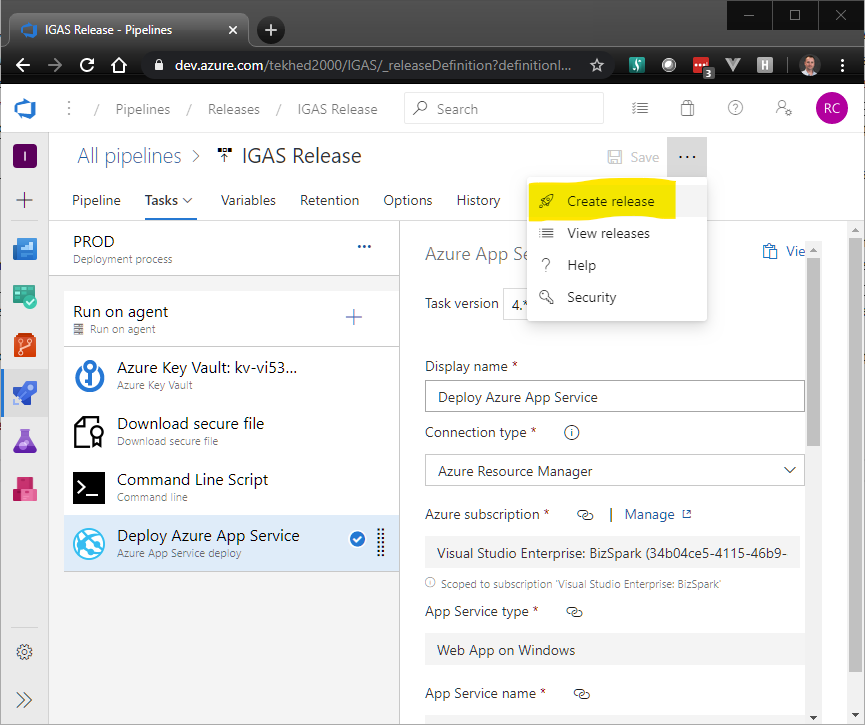 IGAS Release - Pipelines
dev.azure.com/tekhed2000/IGAS/_releaseDefinition?definitionI...
3
H
/ Pipelines / Releases / IGAS Release
Search
RC
I
All pipelines > IGAS Release
Save
Pipeline Tasks Variables Retention Options History
Create release
View releases
Help
Security
PROD
Deployment process
Run on agent
Run on agent
Azure Key Vault: kv-vi53...
Azure Key Vault
Download secure file
Download secure file
Command Line Script
Command line
Deploy Azure App Service
Azure App Service deploy
Azure App Se
Vie
Task version 4.*
Display name *
Deploy Azure App Service
Connection type *
Azure Resource Manager
Azure subscription * | Manage
Visual Studio Enterprise: BizSpark (34b04ce5-4115-46b9-
Scoped to subscription 'Visual Studio Enterprise: BizSpark'
App Service type *
Web App on Windows
App Service name *